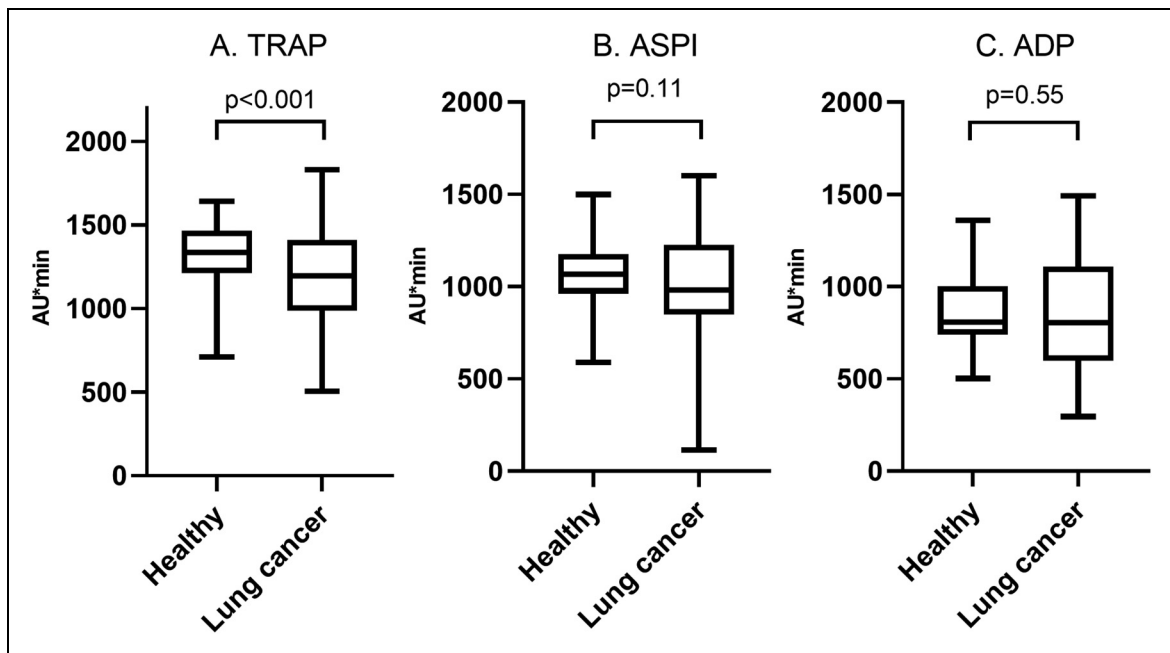 A. TRAP
p<0.001
2000
1500
1000
500
0
AU*min
Healthy
Lung cancer
B. ASPI
p=0.11
2000
1500
1000
500
0
AU*min
Healthy
Lung cancer
C. ADP
p=0.55
2000
1500
1000
500
0
AU*min
Healthy
Lung cancer